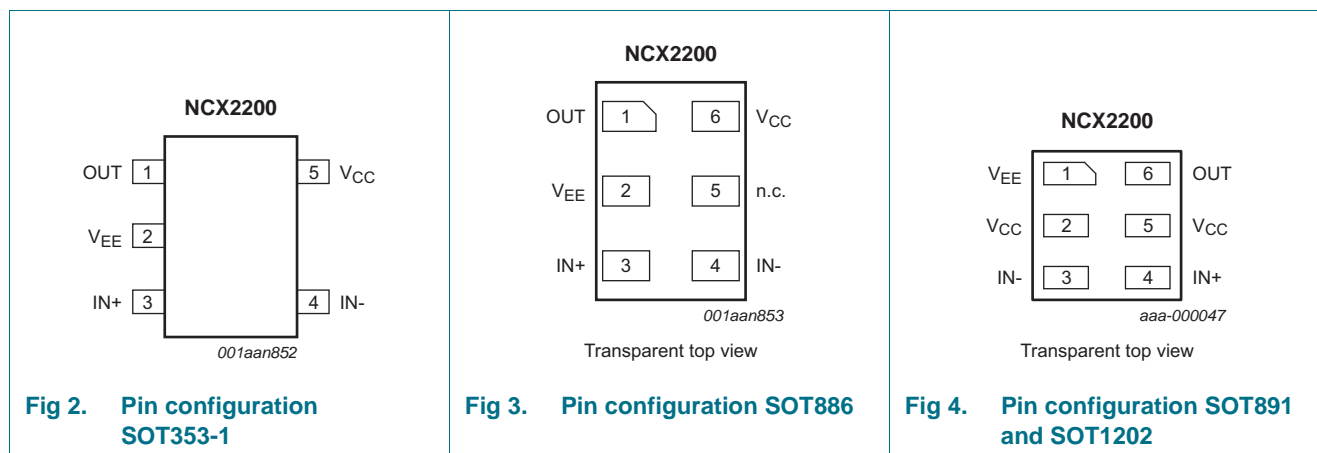 NCX2200
OUT 1 5 VCC
VEE 2
IN+ 3 4 IN-
001aan852
Fig 2. Pin configuration
SOT353-1
NCX2200
OUT 1 6 VCC
VEE 2 5 n.c.
IN+ 3 4 IN-
001aan853
Transparent top view
Fig 3. Pin configuration SOT886
NCX2200
VEE 1 6 OUT
VCC 2 5 VCC
IN- 3 4 IN+
aaa-000047
Transparent top view
Fig 4. Pin configuration SOT891
and SOT1202